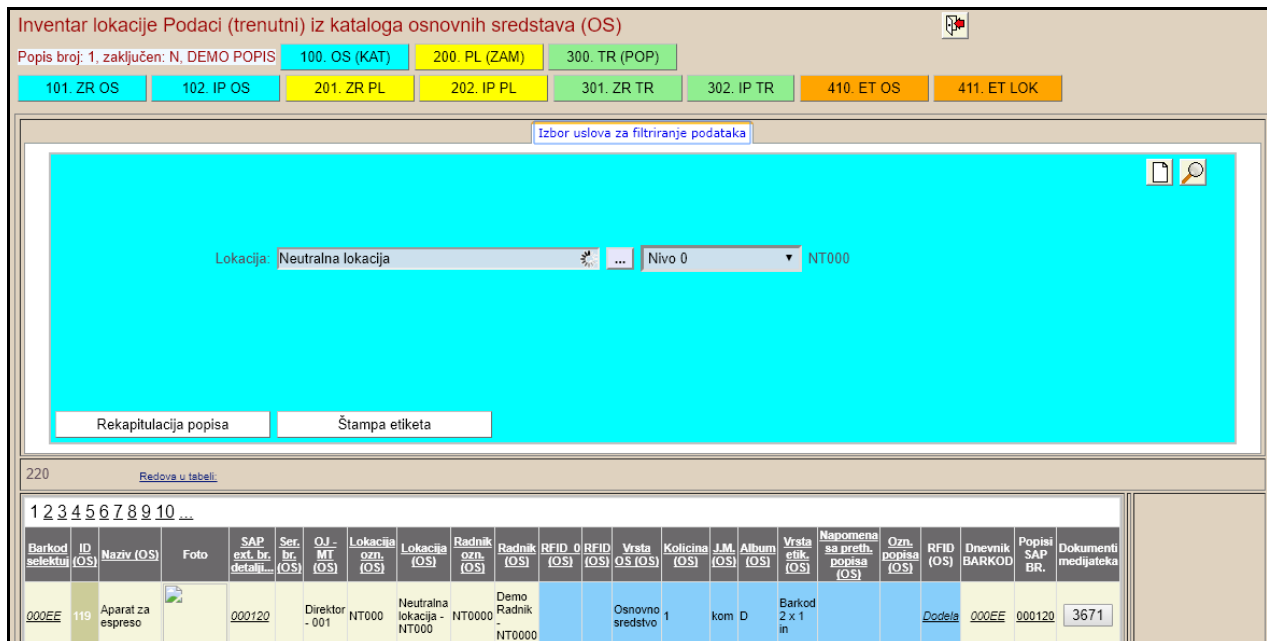 Inventar lokacije Podaci (trenutni) iz kataloga osnovnih sredstava (OS)
Popis broj: 1, zaključen: N, DEMO POPIS 100. OS (KAT) 200. PL (ZAM) 300. TR (POP)
101. ZR OS 102. IP OS 201. ZR PL 202. IP PL 301. ZR TR 302. IP TR 410. ET OS 411. ET LOK
Izbor uslova za filtriranje podataka
Lokacija: Neutralna lokacija ... Nivo 0 NT000
Rekapitulacija popisa Štampa etiketa
220 Redova u tabeli:
1 2 3 4 5 6 7 8 9 10 ...
Barkod selektuj ID (OS) Naziv (OS) Foto SAP ext. br. detalji... Ser. br. (OS) OJ - MT (OS) Lokacija ozn. (OS) Lokacija (OS) Radnik ozn. (OS) Radnik (OS) RFID_0 (OS) RFID (OS) Vrsta OS (OS) Kolicina (OS) J.M. (OS) Album (OS) Vrsta etik. (OS) Napomena sa preth. popisa (OS) Ozn. popisa (OS) RFID (OS) Dnevnik BARKOD Popisi SAP BR. Dokumenti medijateka
000EE 119 Aparat za espreso 000120 Direktor - 001 NT000 Neutralna lokacija - NT000 NT0000 Demo Radnik - NT0000 Osnovno sredstvo 1 kom D Barkod 2 x 1 in Dodela 000EE 000120 3671